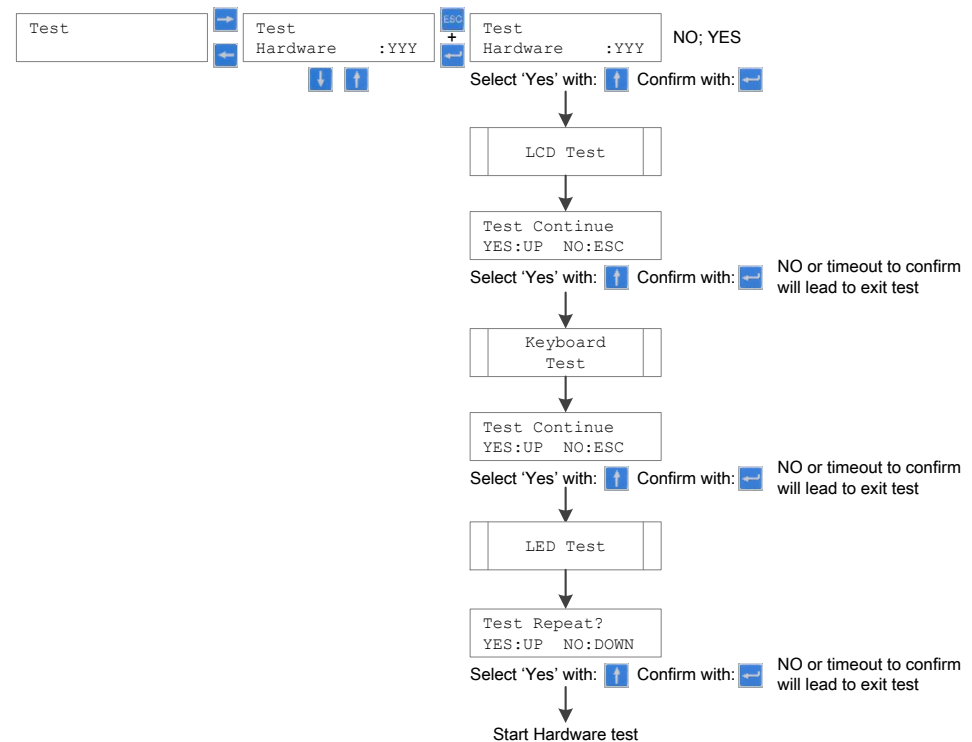 Test
Test
Hardware :YYY
ESC
+
Test
Hardware :YYY
NO; YES
Select ‘Yes’ with: Confirm with:
LCD Test
Test Continue
YES:UP NO:ESC
Select ‘Yes’ with: Confirm with:
NO or timeout to confirm
will lead to exit test
Keyboard
Test
Test Continue
YES:UP NO:ESC
Select ‘Yes’ with: Confirm with:
NO or timeout to confirm
will lead to exit test
LED Test
Test Repeat?
YES:UP NO:DOWN
Select ‘Yes’ with: Confirm with:
NO or timeout to confirm
will lead to exit test
Start Hardware test